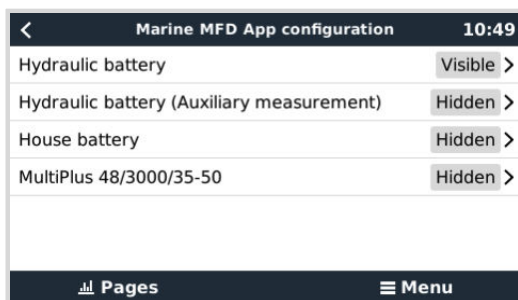 Marine MFD App configuration 10:49
Hydraulic battery Visible
Hydraulic battery (Auxiliary measurement) Hidden
House battery Hidden
MultiPlus 48/3000/35-50 Hidden
Pages Menu